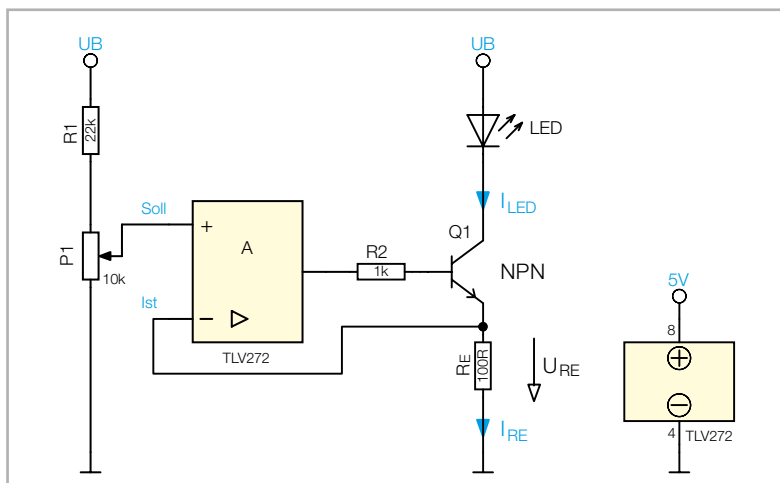 UB
UB
R1
22k
LED
Soll
+
A
I LED
Q1
P1
10k
R2
1k
NPN
Ist
−
TLV272
5V
8
RE
100R
URE
IRE
4
TLV272